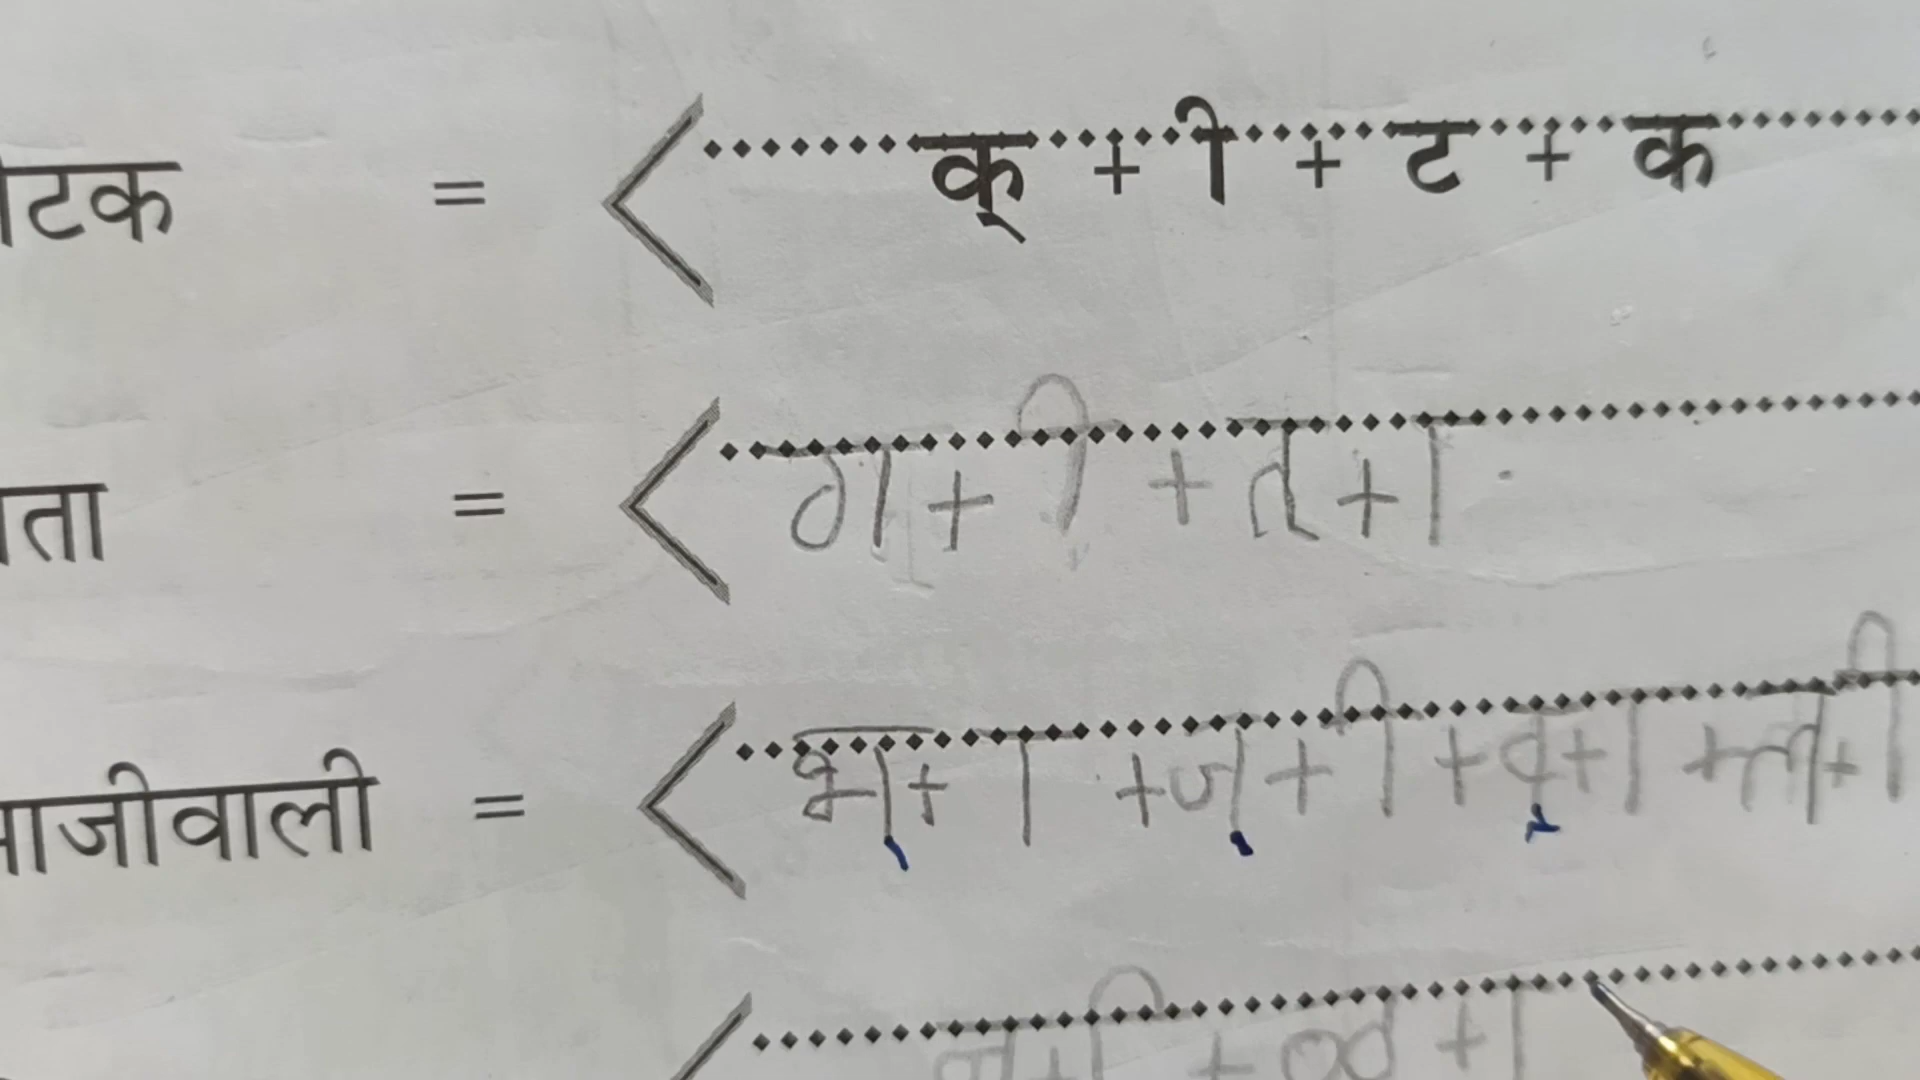 ीटक = < क् + ी + ट + क
ता = < ग + ी + त + ा
भाजीवाली = < भ् + ा + ज् + ी + व् + ा + ल + ी
+ ी + + ा